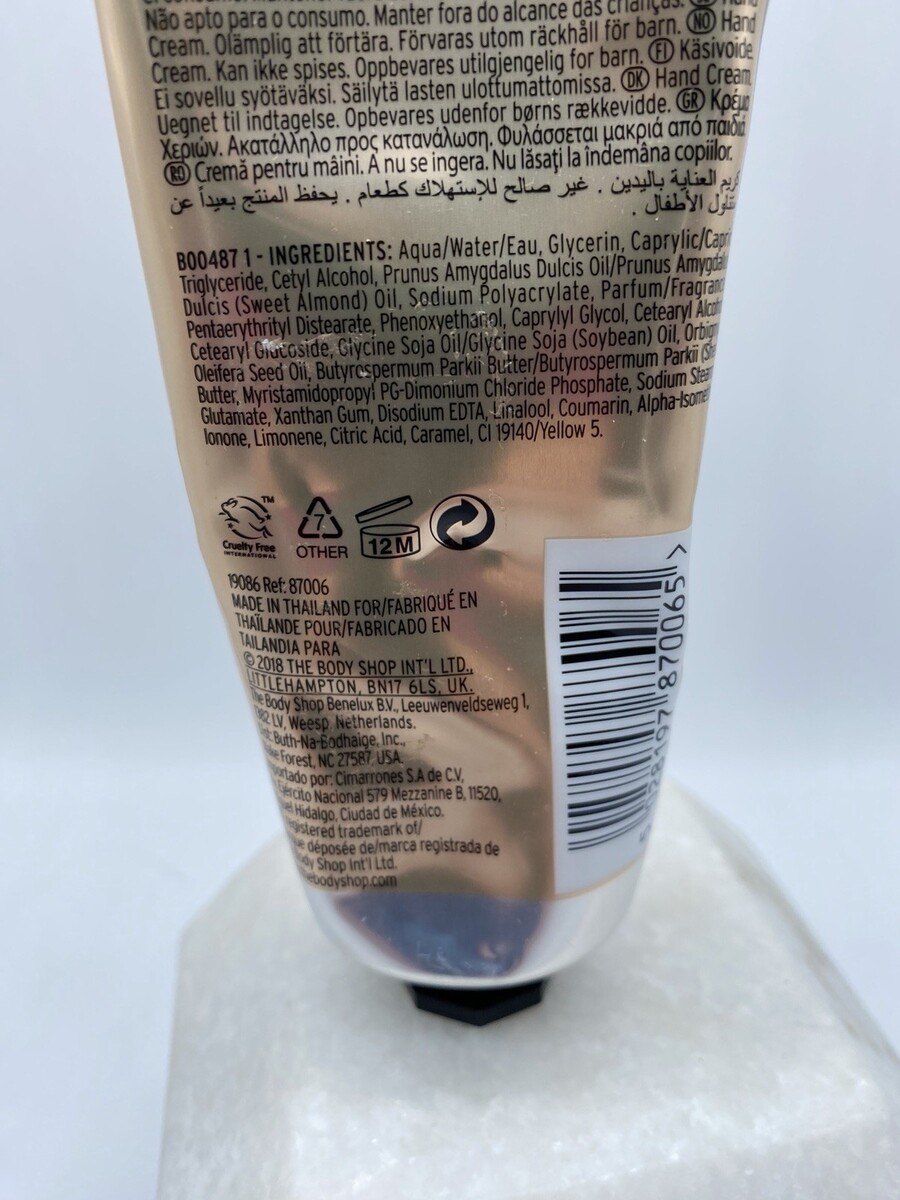 Não apto para o consumo. Manter fora do alcance das crianças.
Cream. Olämplig att förtära. Förvaras utom räckhåll för barn. NO Hand
Cream. Kan ikke spises. Oppbevares utilgjengelig for barn. FI Käsivoide.
Ei sovellu syötäväksi. Säilytä lasten ulottumattomissa. DK Hand Cream.
Uegnet til indtagelse. Opbevares udenfor børns rækkevidde. GR Κρέμα
Χεριών. Ακατάλληλο προς κατανάλωση. Φυλάσσεται μακριά από παιδιά.
RO Cremă pentru mâini. A nu se ingera. Nu lăsați la îndemâna copiilor.
كريم العناية باليدين . غير صالح للإستهلاك كطعام . يحفظ المنتج بعيداً عن
الأطفال .
B00487 1 - INGREDIENTS: Aqua/Water/Eau, Glycerin, Caprylic/
Triglyceride, Cetyl Alcohol, Prunus Amygdalus Dulcis Oil/Prunus
Dulcis (Sweet Almond) Oil, Sodium Polyacrylate, Parfum/Fragrance,
Pentaerythrityl Distearate, Phenoxyethanol, Caprylyl Glycol, Cetearyl Alcohol,
Cetearyl Glucoside, Glycine Soja Oil/Glycine Soja (Soybean) Oil,
Oleifera Seed Oil, Butyrospermum Parkii Butter/Butyrospermum Parkii
Butter, Myristamidopropyl PG-Dimonium Chloride Phosphate, Sodium
Glutamate, Xanthan Gum, Disodium EDTA, Linalool, Coumarin,
Ionone, Limonene, Citric Acid, Caramel, CI 19140/Yellow 5.
TM
Cruelty Free
INTERNATIONAL
7
OTHER
12M
19086 Ref: 87006
MADE IN THAILAND FOR/FABRIQUÉ EN
THAÏLANDE POUR/FABRICADO EN
TAILANDIA PARA
© 2018 THE BODY SHOP INT'L LTD.,
LITTLEHAMPTON, BN17 6LS, UK.
The Body Shop Benelux B.V., Leeuwenveldseweg 1,
LV, Weesp Netherlands.
Buth-Na-Bodhaige, Inc.,
Forest, NC 27587 USA.
por: Cimarrones S.A de C.V,
Ejército Nacional 579 Mezzanine B, 11520,
Hidalgo, Ciudad de México.
trademark of/
déposée de/marca registrada de
Shop Int'l Ltd.
5 028197 870065 >